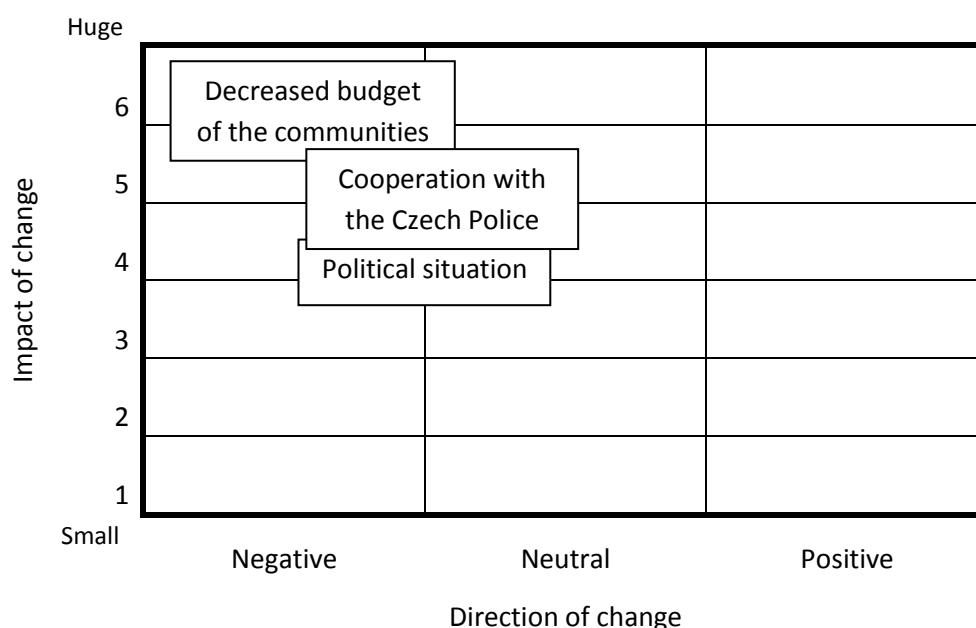 Huge
6
Decreased budget
of the communities
5
Cooperation with
the Czech Police
4
Political situation
3
2
1
Small
Impact of change
Negative
Neutral
Positive
Direction of change